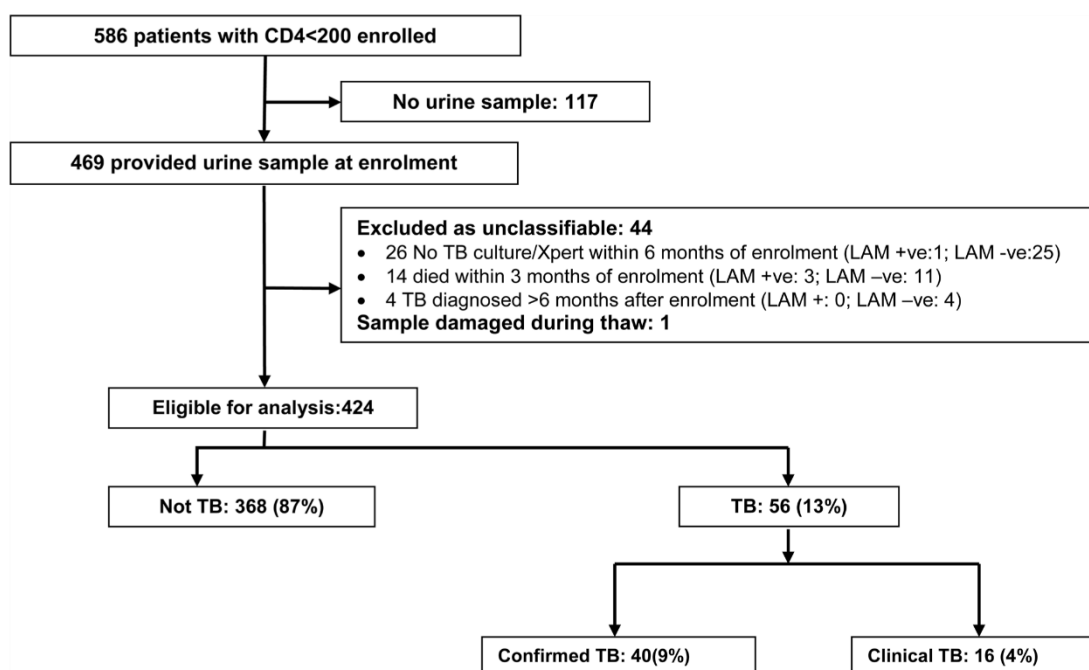 586 patients with CD4<200 enrolled
No urine sample: 117
469 provided urine sample at enrolment
Excluded as unclassifiable: 44
• 26 No TB culture/Xpert within 6 months of enrolment (LAM +ve:1; LAM -ve:25)
• 14 died within 3 months of enrolment (LAM +ve: 3; LAM –ve: 11)
• 4 TB diagnosed >6 months after enrolment (LAM +: 0; LAM –ve: 4)
Sample damaged during thaw: 1
Eligible for analysis:424
Not TB: 368 (87%)
TB: 56 (13%)
Confirmed TB: 40(9%)
Clinical TB: 16 (4%)